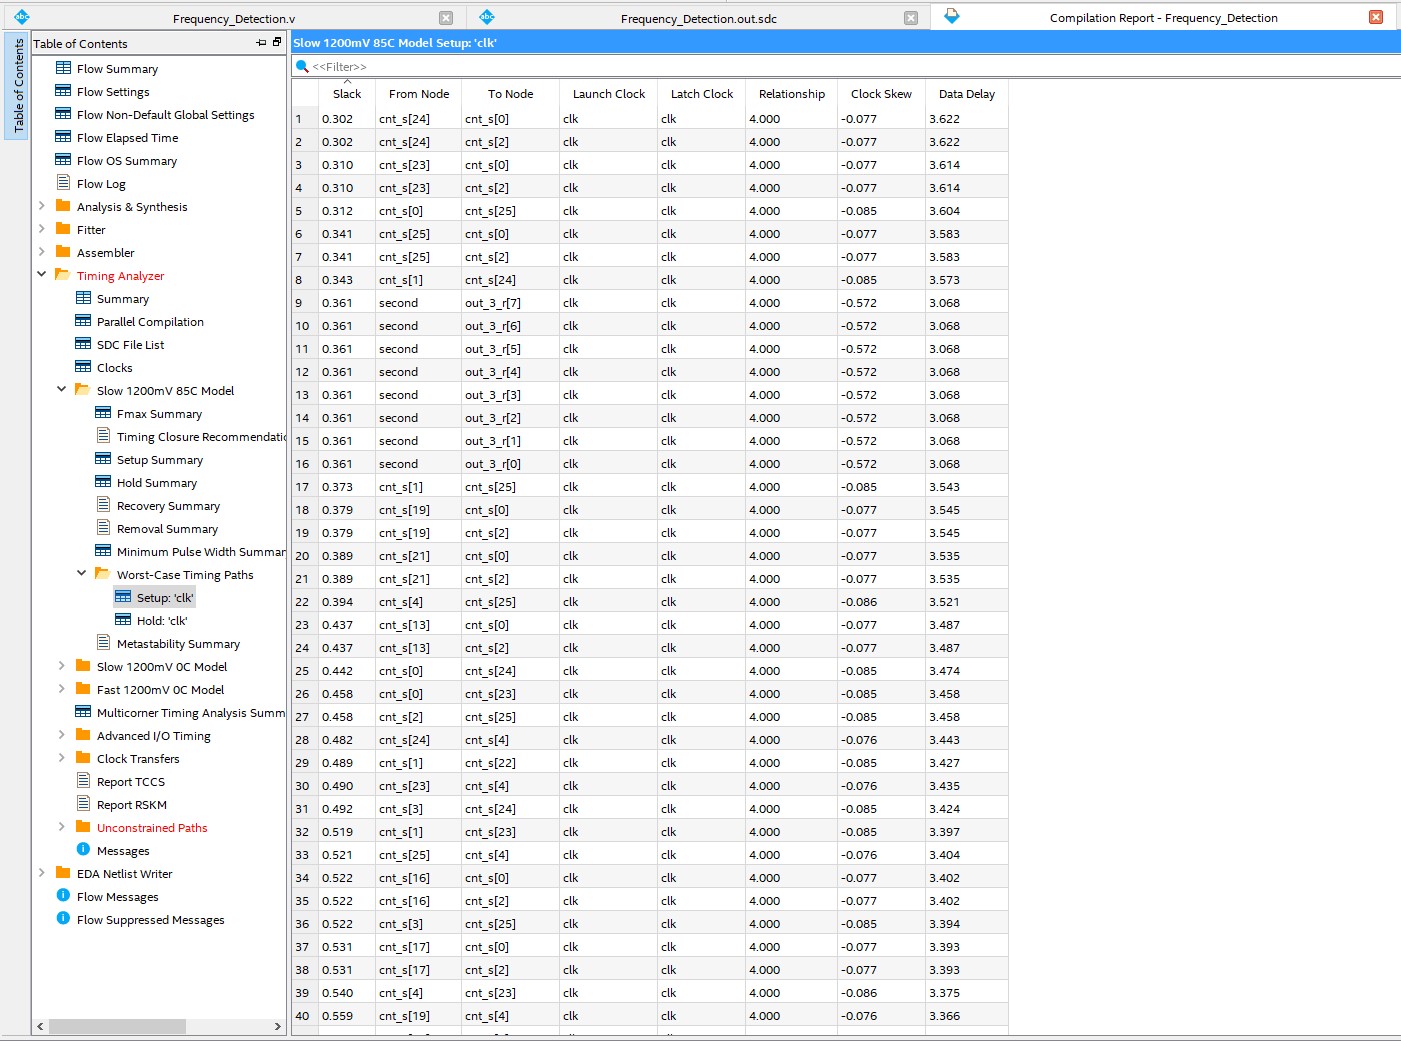 Frequency_Detection.v
Frequency_Detection.out.sdc
Compilation Report - Frequency_Detection
Table of Contents
Table of Contents
Flow Summary
Flow Settings
Flow Non-Default Global Settings
Flow Elapsed Time
Flow OS Summary
Flow Log
Analysis & Synthesis
Fitter
Assembler
Timing Analyzer
Summary
Parallel Compilation
SDC File List
Clocks
Slow 1200mV 85C Model
Fmax Summary
Timing Closure Recommendatio
Setup Summary
Hold Summary
Recovery Summary
Removal Summary
Minimum Pulse Width Summar
Worst-Case Timing Paths
Setup: 'clk'
Hold: 'clk'
Metastability Summary
Slow 1200mV 0C Model
Fast 1200mV 0C Model
Multicorner Timing Analysis Summ
Advanced I/O Timing
Clock Transfers
Report TCCS
Report RSKM
Unconstrained Paths
Messages
EDA Netlist Writer
Flow Messages
Flow Suppressed Messages
Slow 1200mV 85C Model Setup: 'clk'
<<Filter>>
Slack From Node To Node Launch Clock Latch Clock Relationship Clock Skew Data Delay
1 0.302 cnt_s[24] cnt_s[0] clk clk 4.000 -0.077 3.622
2 0.302 cnt_s[24] cnt_s[2] clk clk 4.000 -0.077 3.622
3 0.310 cnt_s[23] cnt_s[0] clk clk 4.000 -0.077 3.614
4 0.310 cnt_s[23] cnt_s[2] clk clk 4.000 -0.077 3.614
5 0.312 cnt_s[0] cnt_s[25] clk clk 4.000 -0.085 3.604
6 0.341 cnt_s[25] cnt_s[0] clk clk 4.000 -0.077 3.583
7 0.341 cnt_s[25] cnt_s[2] clk clk 4.000 -0.077 3.583
8 0.343 cnt_s[1] cnt_s[24] clk clk 4.000 -0.085 3.573
9 0.361 second out_3_r[7] clk clk 4.000 -0.572 3.068
10 0.361 second out_3_r[6] clk clk 4.000 -0.572 3.068
11 0.361 second out_3_r[5] clk clk 4.000 -0.572 3.068
12 0.361 second out_3_r[4] clk clk 4.000 -0.572 3.068
13 0.361 second out_3_r[3] clk clk 4.000 -0.572 3.068
14 0.361 second out_3_r[2] clk clk 4.000 -0.572 3.068
15 0.361 second out_3_r[1] clk clk 4.000 -0.572 3.068
16 0.361 second out_3_r[0] clk clk 4.000 -0.572 3.068
17 0.373 cnt_s[1] cnt_s[25] clk clk 4.000 -0.085 3.543
18 0.379 cnt_s[19] cnt_s[0] clk clk 4.000 -0.077 3.545
19 0.379 cnt_s[19] cnt_s[2] clk clk 4.000 -0.077 3.545
20 0.389 cnt_s[21] cnt_s[0] clk clk 4.000 -0.077 3.535
21 0.389 cnt_s[21] cnt_s[2] clk clk 4.000 -0.077 3.535
22 0.394 cnt_s[4] cnt_s[25] clk clk 4.000 -0.086 3.521
23 0.437 cnt_s[13] cnt_s[0] clk clk 4.000 -0.077 3.487
24 0.437 cnt_s[13] cnt_s[2] clk clk 4.000 -0.077 3.487
25 0.442 cnt_s[0] cnt_s[24] clk clk 4.000 -0.085 3.474
26 0.458 cnt_s[0] cnt_s[23] clk clk 4.000 -0.085 3.458
27 0.458 cnt_s[2] cnt_s[25] clk clk 4.000 -0.085 3.458
28 0.482 cnt_s[24] cnt_s[4] clk clk 4.000 -0.076 3.443
29 0.489 cnt_s[1] cnt_s[22] clk clk 4.000 -0.085 3.427
30 0.490 cnt_s[23] cnt_s[4] clk clk 4.000 -0.076 3.435
31 0.492 cnt_s[3] cnt_s[24] clk clk 4.000 -0.085 3.424
32 0.519 cnt_s[1] cnt_s[23] clk clk 4.000 -0.085 3.397
33 0.521 cnt_s[25] cnt_s[4] clk clk 4.000 -0.076 3.404
34 0.522 cnt_s[16] cnt_s[0] clk clk 4.000 -0.077 3.402
35 0.522 cnt_s[16] cnt_s[2] clk clk 4.000 -0.077 3.402
36 0.522 cnt_s[3] cnt_s[25] clk clk 4.000 -0.085 3.394
37 0.531 cnt_s[17] cnt_s[0] clk clk 4.000 -0.077 3.393
38 0.531 cnt_s[17] cnt_s[2] clk clk 4.000 -0.077 3.393
39 0.540 cnt_s[4] cnt_s[23] clk clk 4.000 -0.086 3.375
40 0.559 cnt_s[19] cnt_s[4] clk clk 4.000 -0.076 3.366